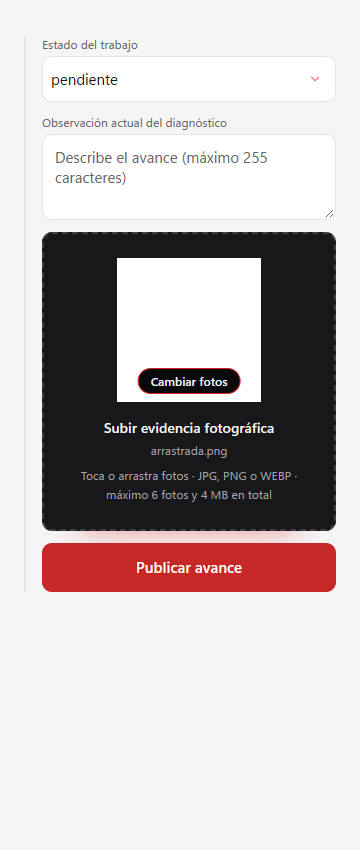 Estado del trabajo
pendiente
Observación actual del diagnóstico
Describe el avance (máximo 255
caracteres)
Cambiar fotos
Subir evidencia fotográfica
arrastrada.png
Toca o arrastra fotos · JPG, PNG o WEBP ·
máximo 6 fotos y 4 MB en total
Publicar avance